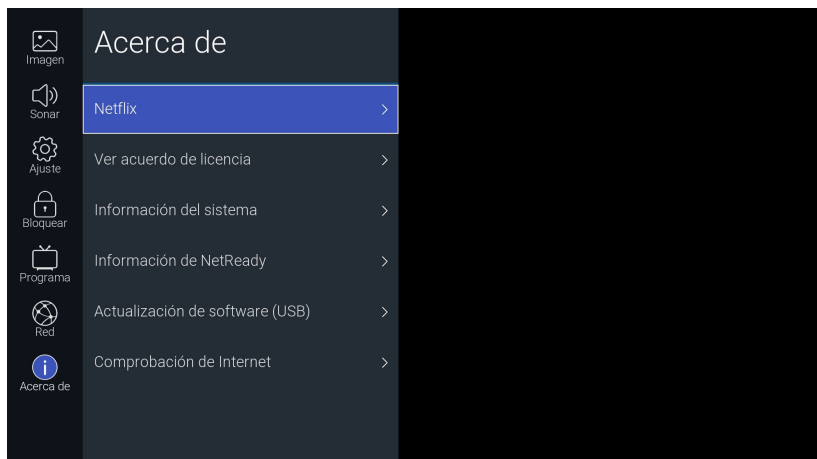 Imagen
Sonar
Ajuste
Bloquear
Programa
Red
Acerca de
Acerca de
Netflix
Ver acuerdo de licencia
Información del sistema
Información de NetReady
Actualización de software (USB)
Comprobación de Internet